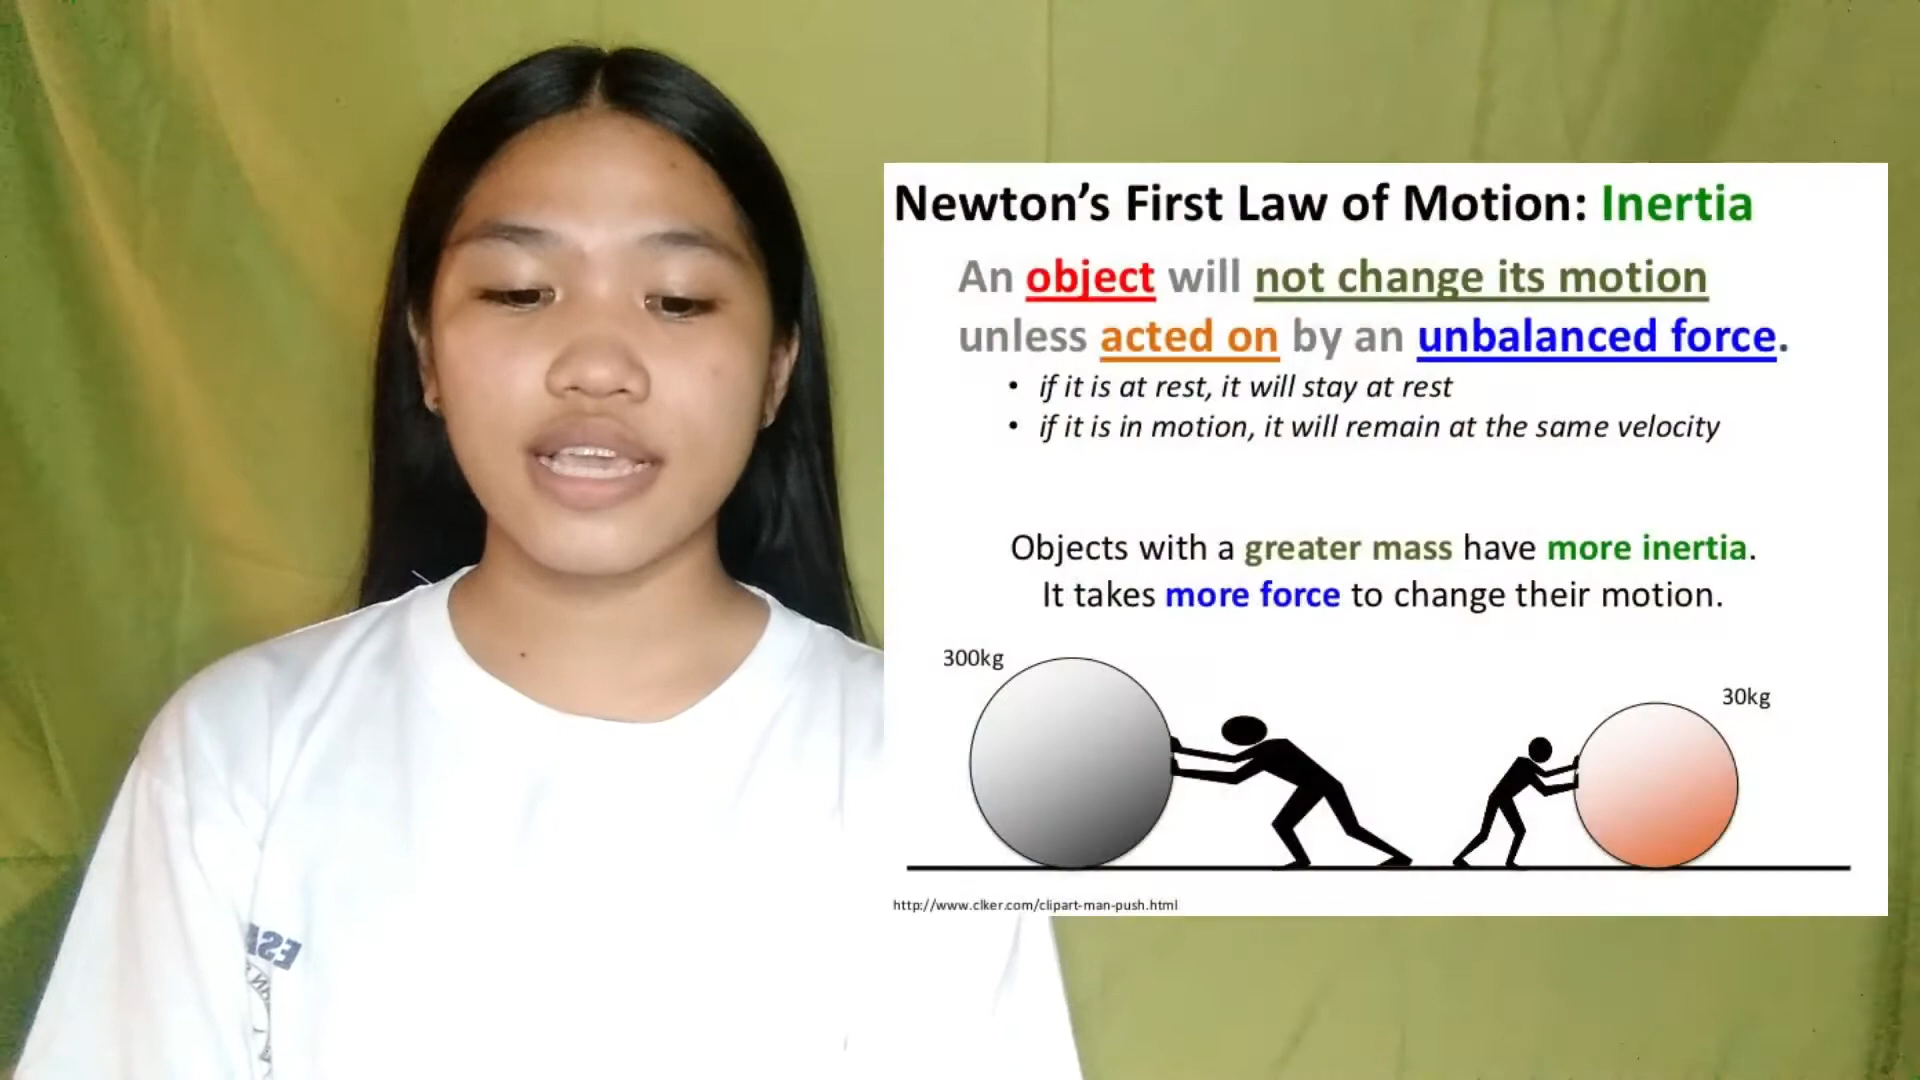 Newton’s First Law of Motion: Inertia
An object will not change its motion
unless acted on by an unbalanced force.
• if it is at rest, it will stay at rest
• if it is in motion, it will remain at the same velocity
Objects with a greater mass have more inertia.
It takes more force to change their motion.
300kg
30kg
http://www.clker.com/clipart-man-push.html